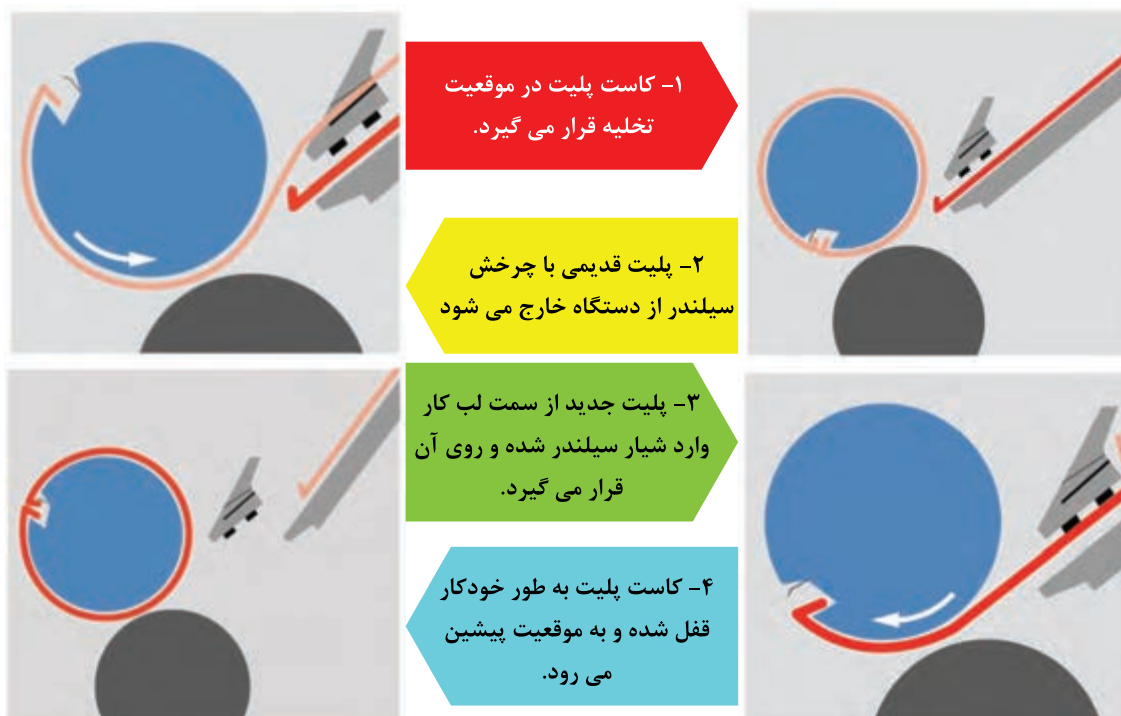 ۱- کاست پلیت در موقعیت
تخلیه قرار می گیرد.
۲- پلیت قدیمی با چرخش
سیلندر از دستگاه خارج می شود
۳- پلیت جدید از سمت لب کار
وارد شیار سیلندر شده و روی آن
قرار می گیرد.
۴- کاست پلیت به طور خودکار
قفل شده و به موقعیت پیشین
می رود.